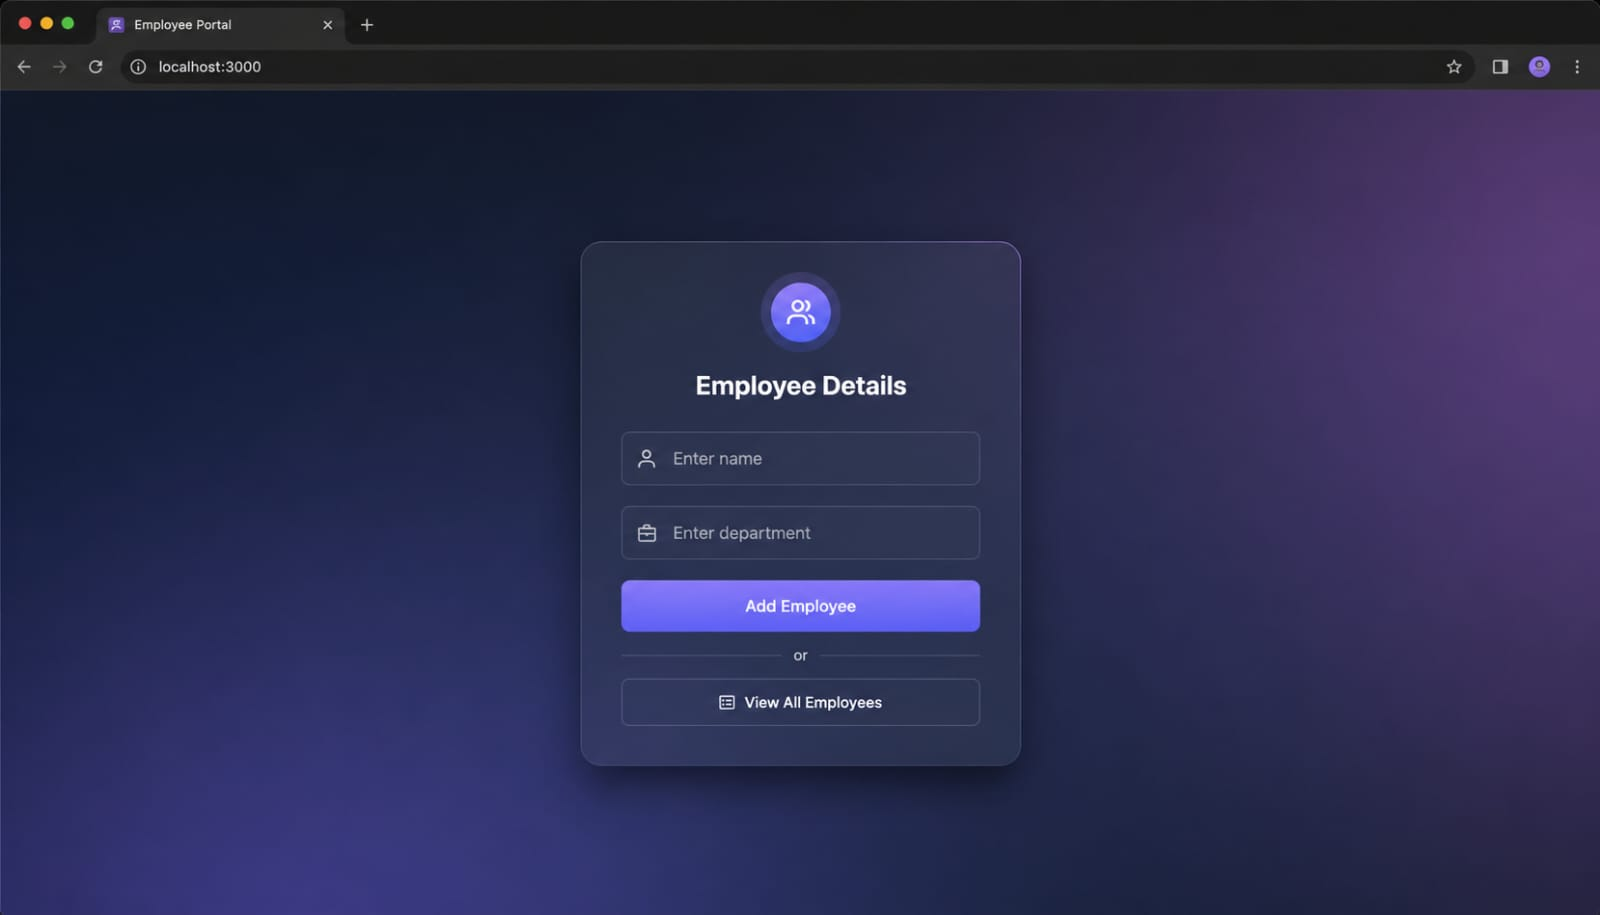 Employee Portal
localhost:3000
Employee Details
Enter name
Enter department
Add Employee
or
View All Employees